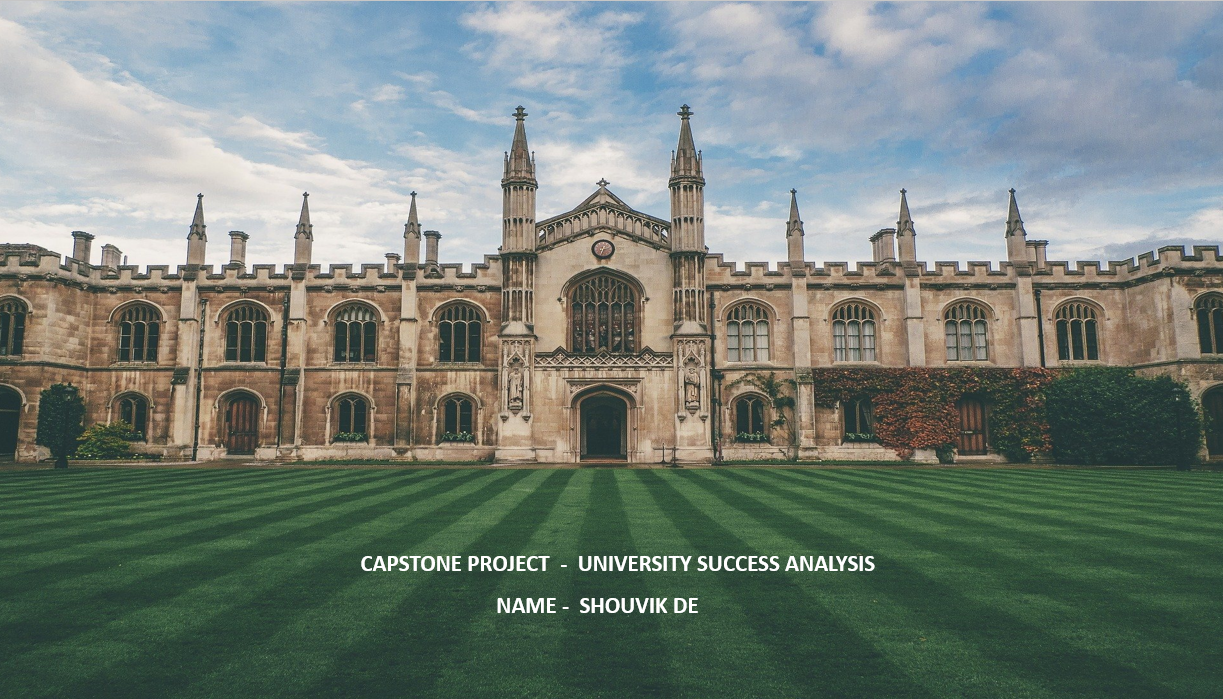 CAPSTONE PROJECT - UNIVERSITY SUCCESS ANALYSIS
NAME - SHOUVIK DE